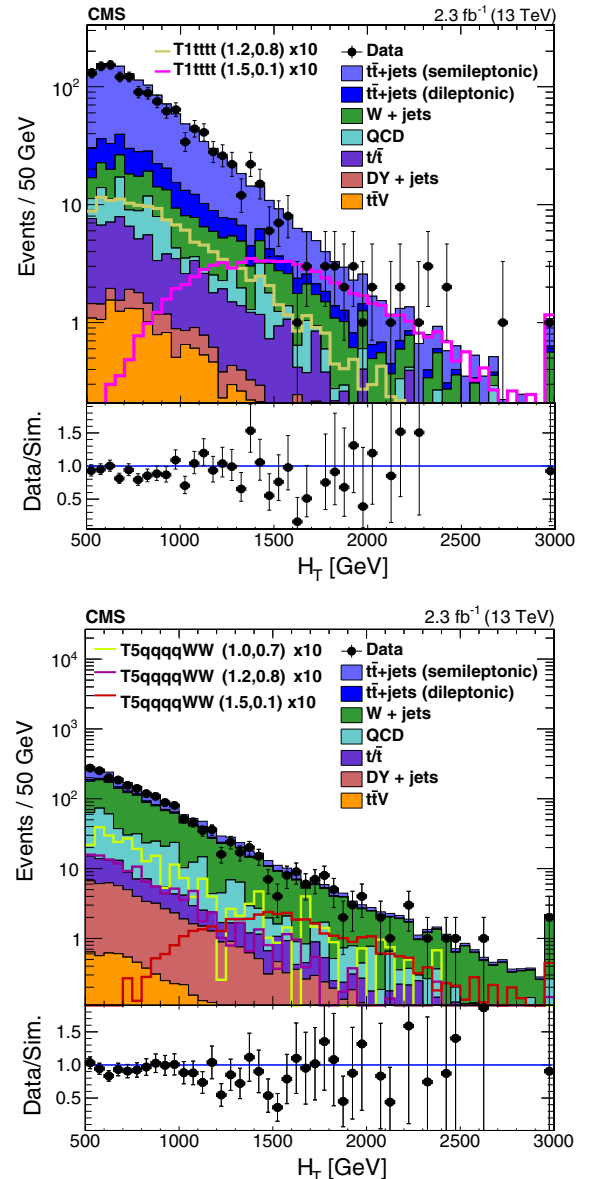 CMS 2.3 fb⁻¹ (13 TeV)
T1tttt (1.2,0.8) x10
T1tttt (1.5,0.1) x10
Data
tt̄+jets (semileptonic)
tt̄+jets (dileptonic)
W + jets
QCD
t/t̄
DY + jets
tt̄V
Events / 50 GeV
10²
10
1
Data/Sim.
1.5
1.0
0.5
500 1000 1500 2000 2500 3000
H_T [GeV]
CMS 2.3 fb⁻¹ (13 TeV)
T5qqqqWW (1.0,0.7) x10
T5qqqqWW (1.2,0.8) x10
T5qqqqWW (1.5,0.1) x10
Data
tt̄+jets (semileptonic)
tt̄+jets (dileptonic)
W + jets
QCD
t/t̄
DY + jets
tt̄V
Events / 50 GeV
10⁴
10³
10²
10
1
Data/Sim.
1.5
1.0
0.5
500 1000 1500 2000 2500 3000
H_T [GeV]